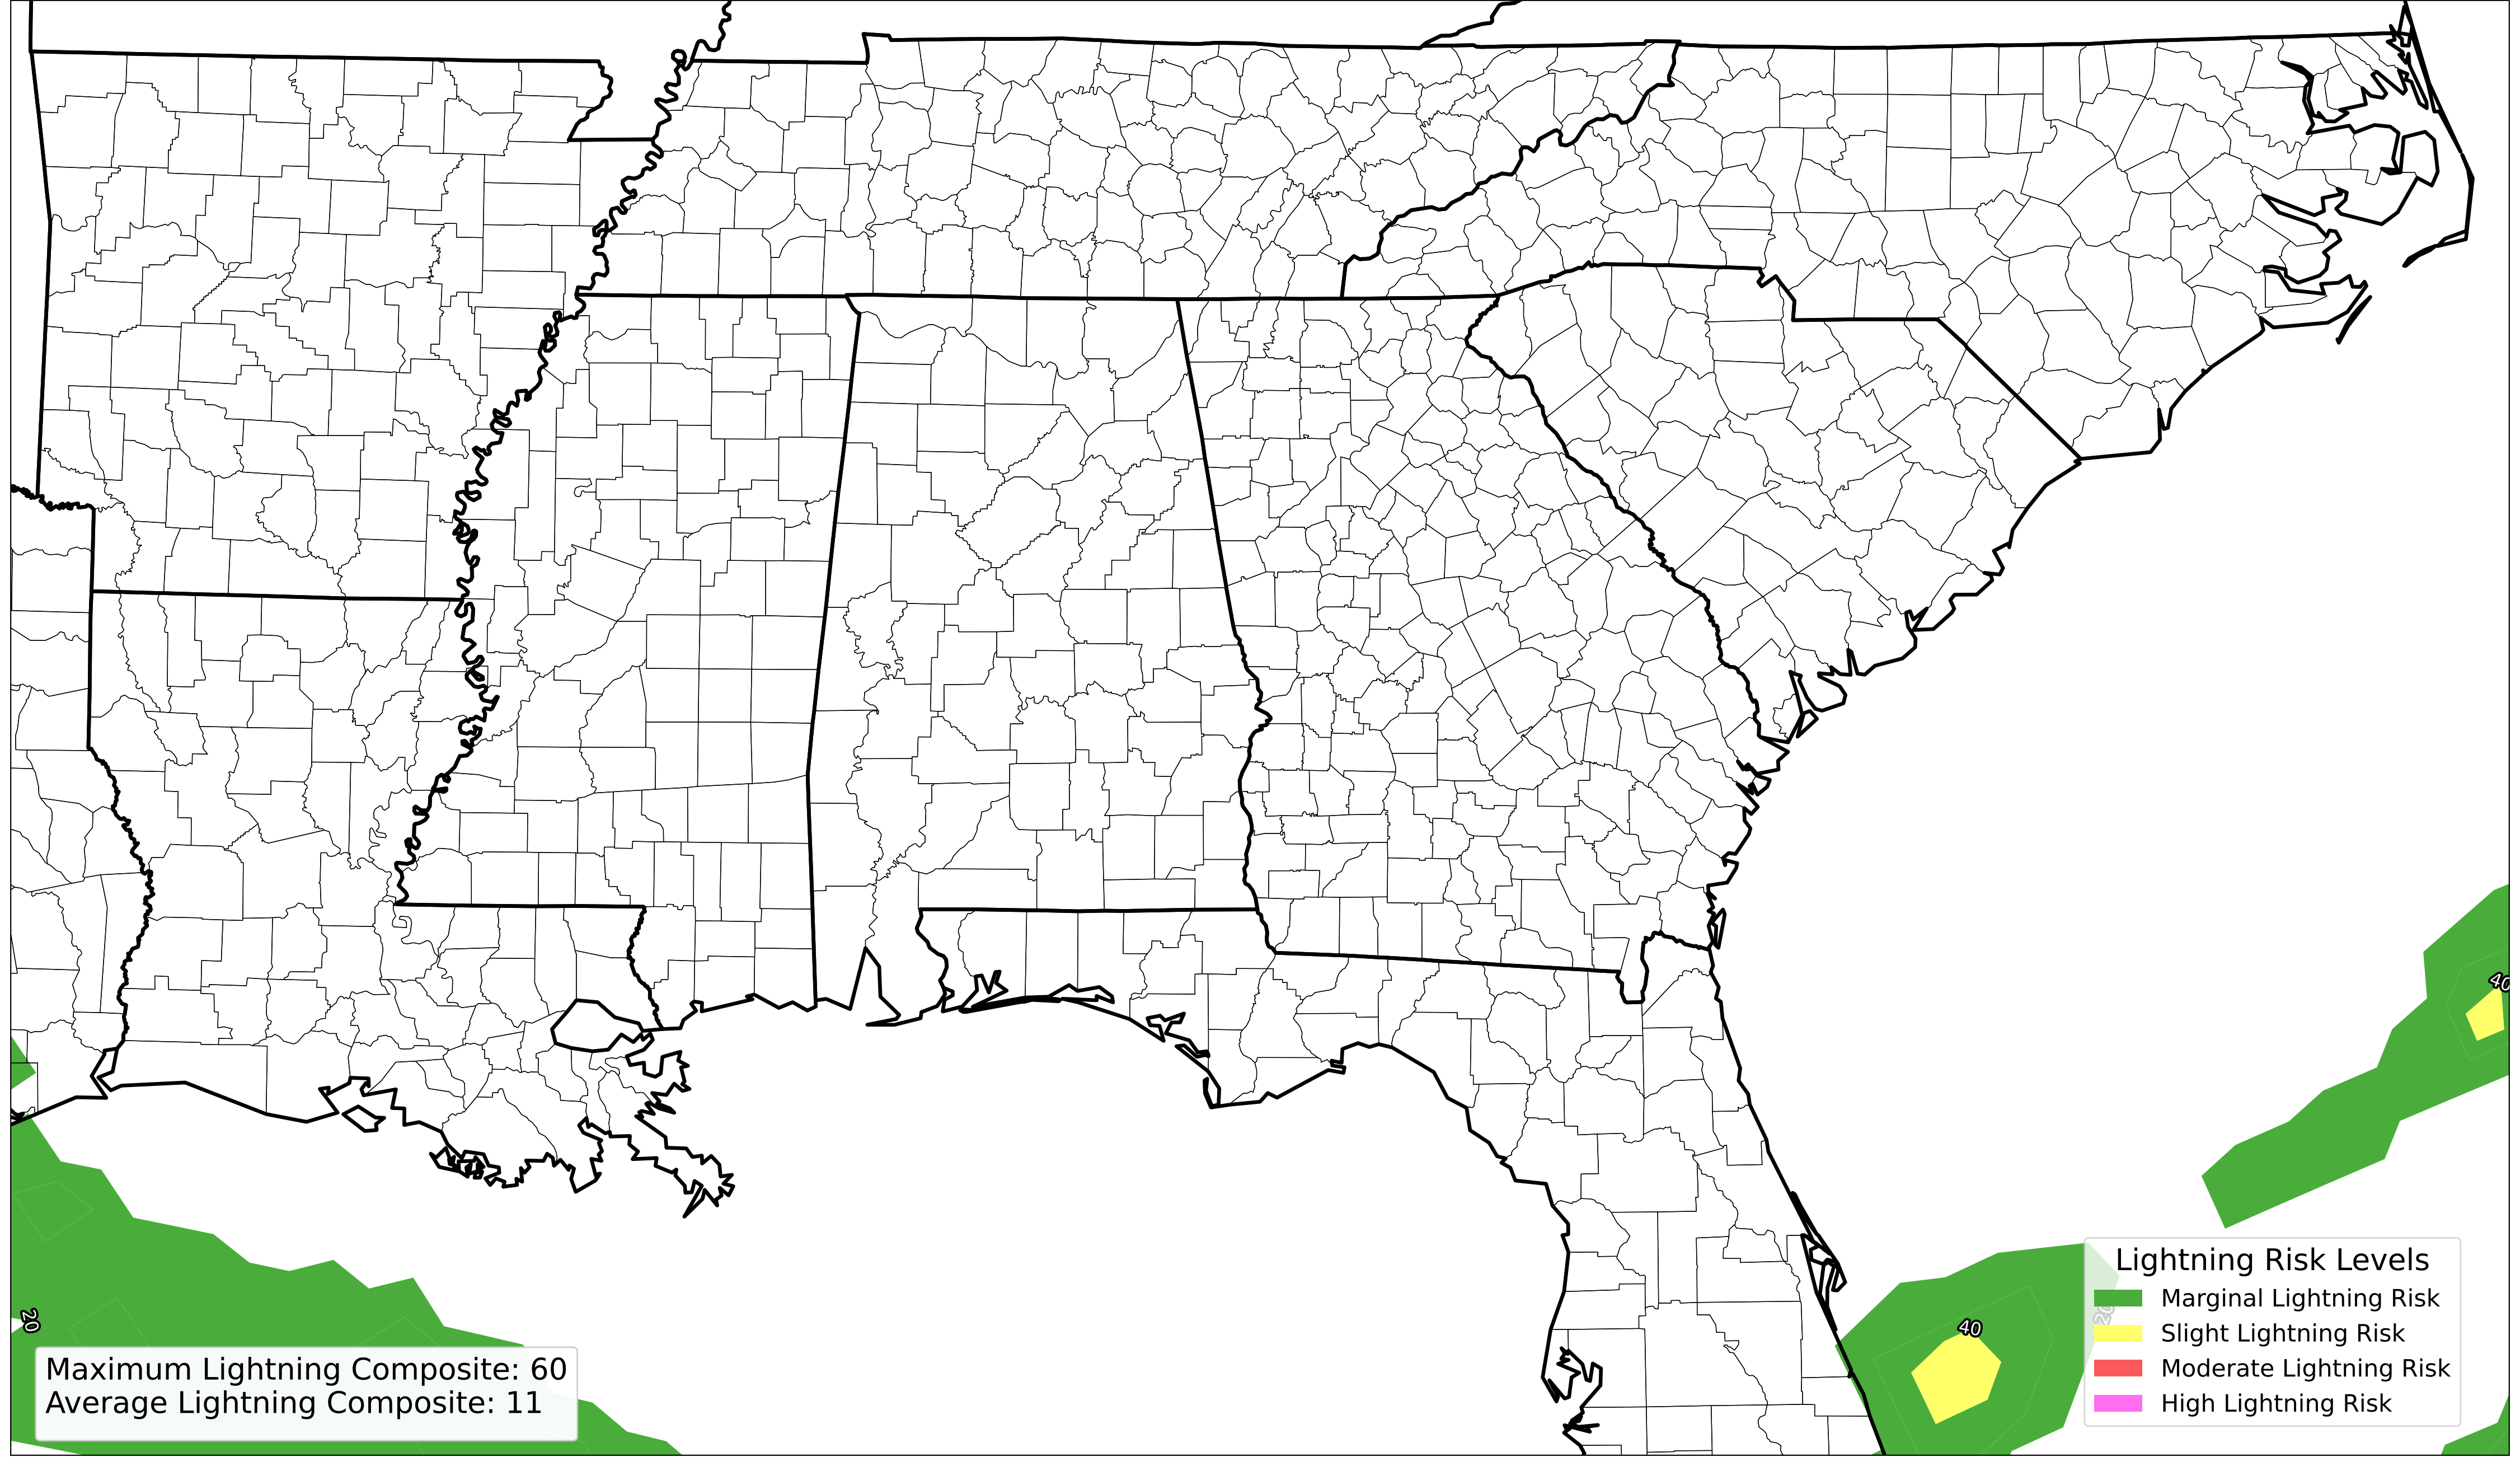 40
20
40
20
Lightning Risk Levels
Marginal Lightning Risk
Slight Lightning Risk
Moderate Lightning Risk
High Lightning Risk
Maximum Lightning Composite: 60
Average Lightning Composite: 11